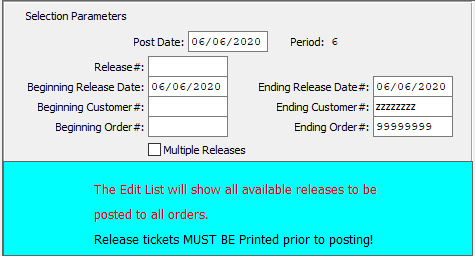 Selection Parameters
Post Date: 06/06/2020 Period: 6
Release#:
Beginning Release Date: 06/06/2020 Ending Release Date#: 06/06/2020
Beginning Customer#: Ending Customer#: zzzzzzzz
Beginning Order#: Ending Order#: 99999999
Multiple Releases
The Edit List will show all available releases to be
posted to all orders.
Release tickets MUST BE Printed prior to posting!